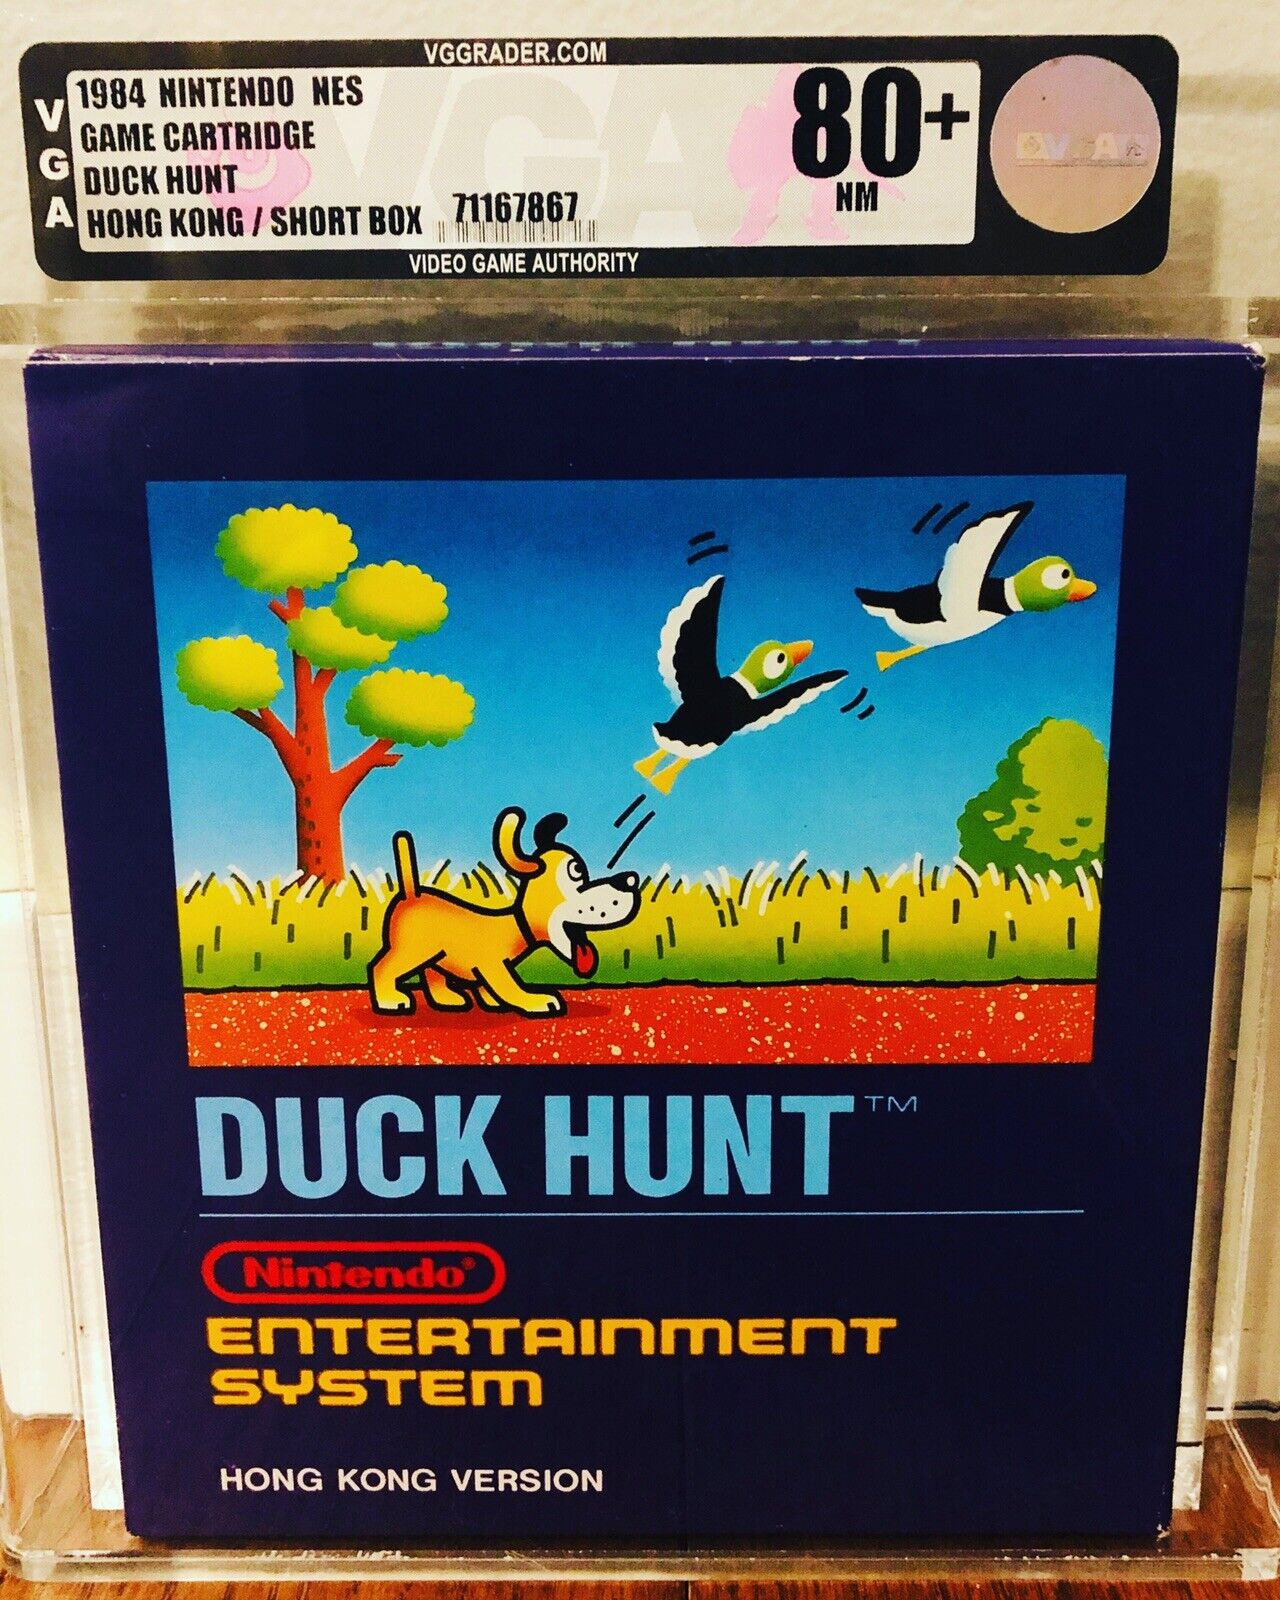 VGGRADER.COM
VGA
1984 NINTENDO NES
GAME CARTRIDGE
DUCK HUNT
HONG KONG / SHORT BOX 71167867
80+
NM
VIDEO GAME AUTHORITY
DUCK HUNT™
Nintendo®
ENTERTAINMENT
SYSTEM
HONG KONG VERSION